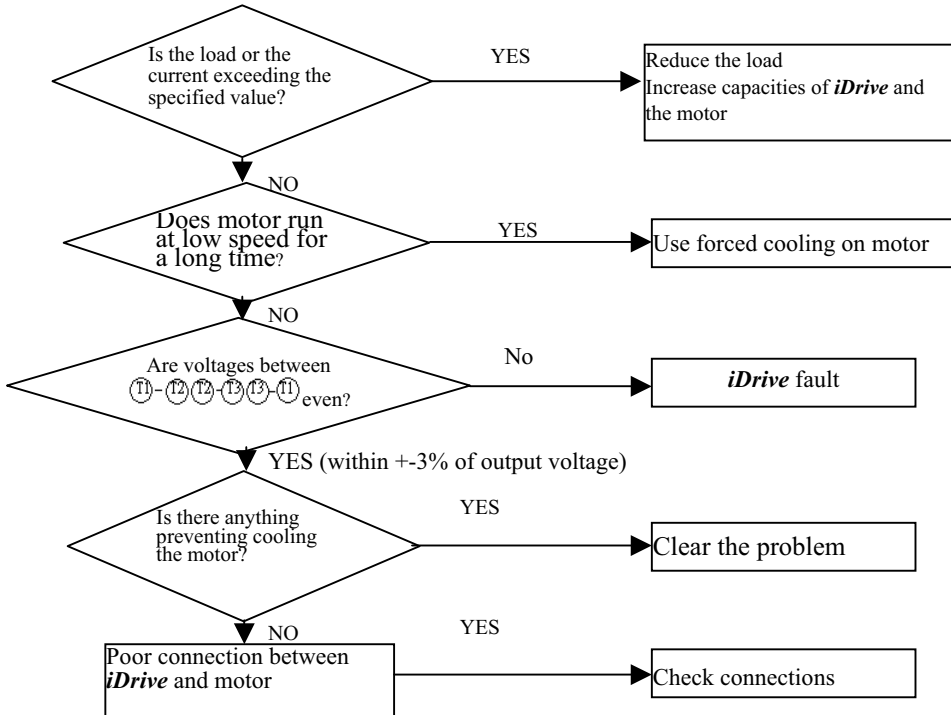 Is the load or the
current exceeding the
specified value?
YES
Reduce the load
Increase capacities of iDrive and
the motor
NO
Does motor run
at low speed for
a long time?
YES
Use forced cooling on motor
NO
Are voltages between
T1-T2 T2-T3 T3-T1 even?
No
iDrive fault
YES (within +-3% of output voltage)
Is there anything
preventing cooling
the motor?
YES
Clear the problem
NO
Poor connection between
iDrive and motor
YES
Check connections